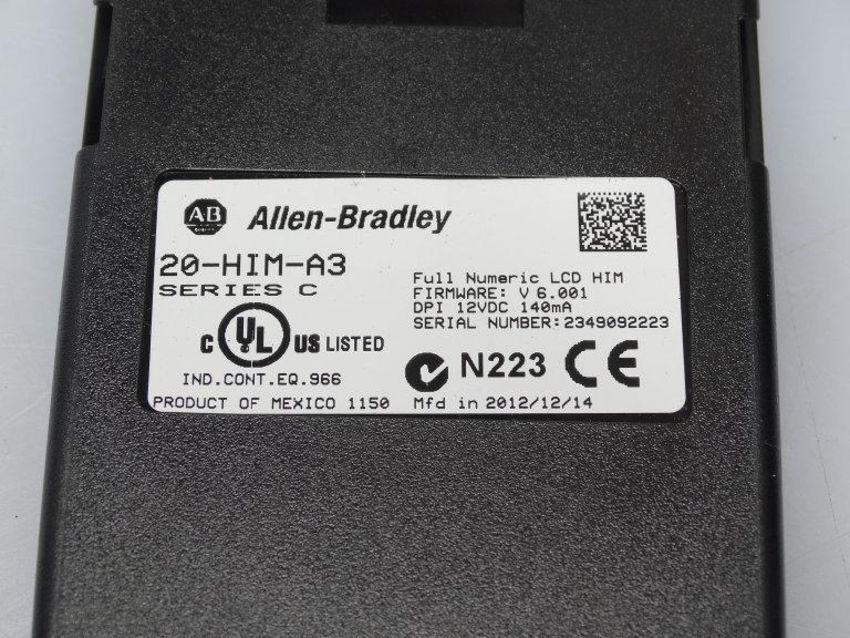 AB Allen-Bradley
20-HIM-A3
SERIES C
Full Numeric LCD HIM
FIRMWARE: V 6.001
DPI 12VDC 140mA
SERIAL NUMBER: 2349092223
C UL US LISTED
IND.CONT.EQ.966
N223 CE
PRODUCT OF MEXICO 1150 Mfd in 2012/12/14